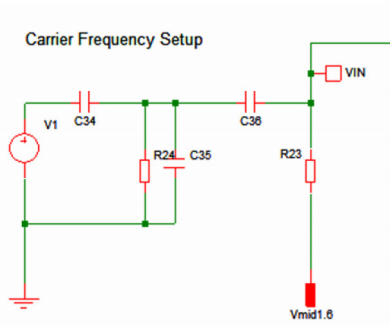 Carrier Frequency Setup
VIN
V1
C34
C36
R24
C35
R23
Vmid1.6